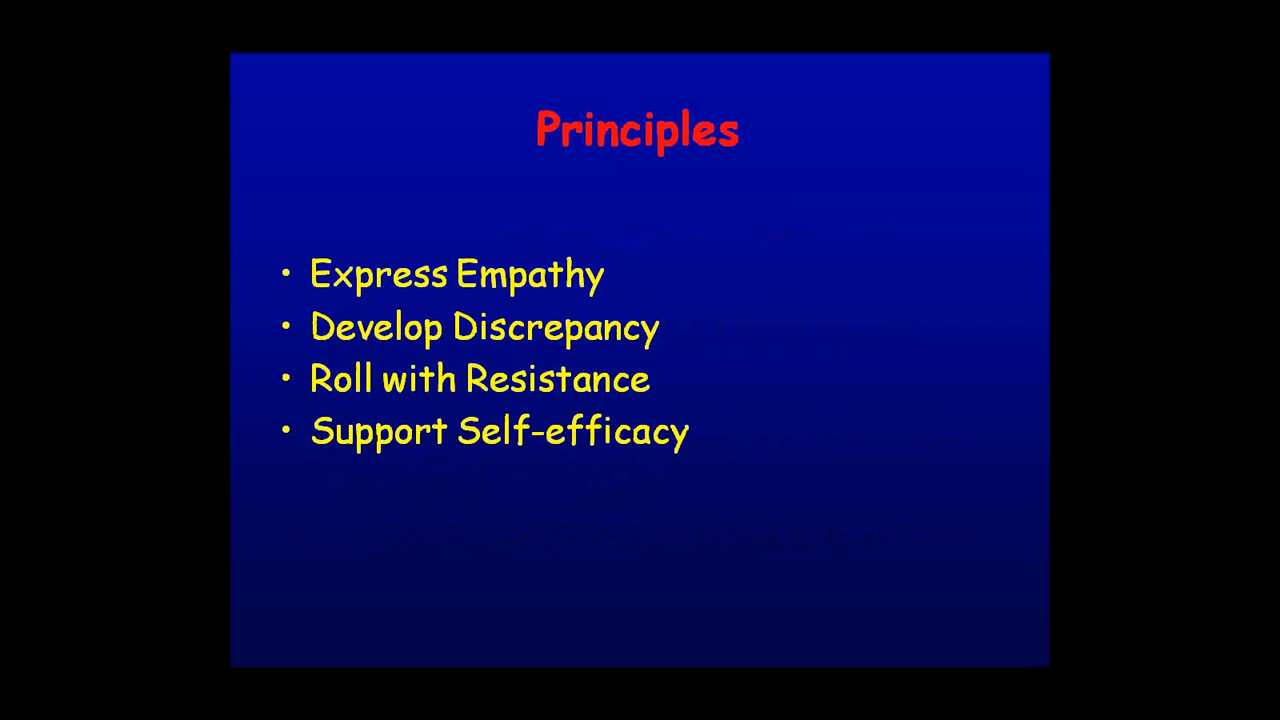 Principles
• Express Empathy
• Develop Discrepancy
• Roll with Resistance
• Support Self-efficacy